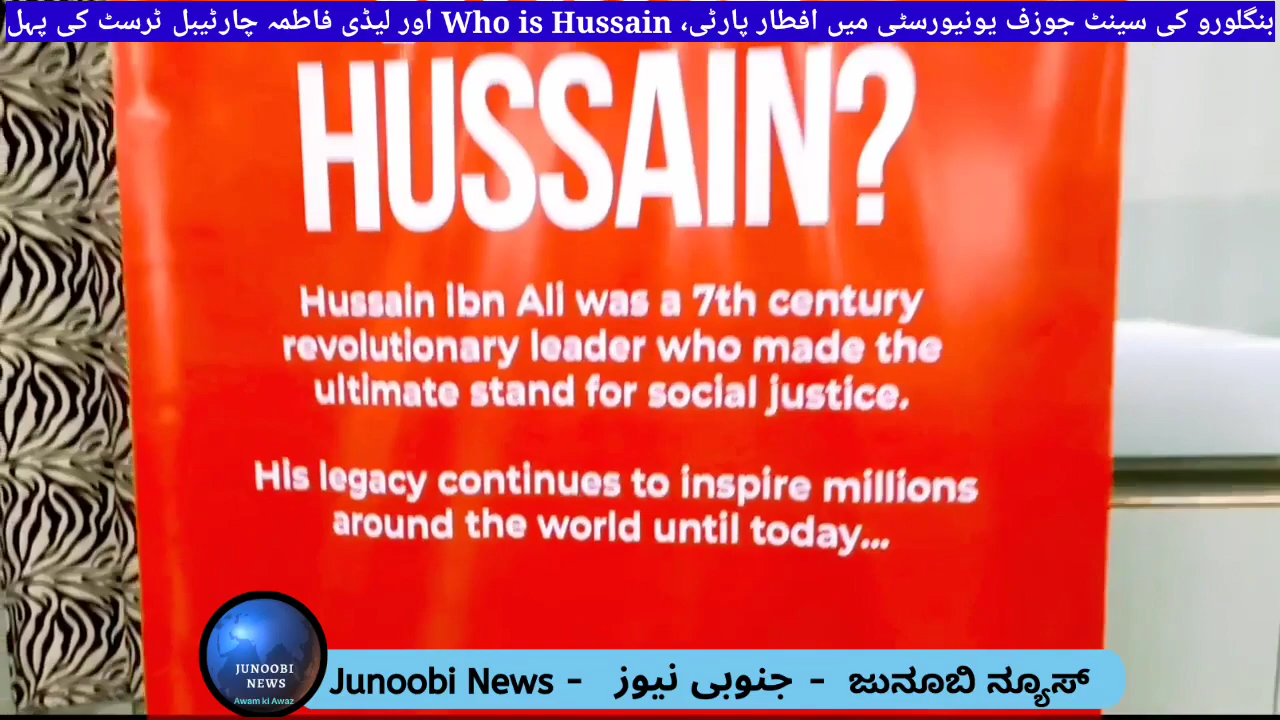 بنگلورو کی سینٹ جوزف یونیورسٹی میں افطار پارٹی، Who is Hussain اور لیڈی فاطمہ چارٹیبل ٹرسٹ کی پہل
HUSSAIN?
Hussain ibn Ali was a 7th century
revolutionary leader who made the
ultimate stand for social justice.
His legacy continues to inspire millions
around the world until today...
JUNOOBI
NEWS
Awam ki Awaz
Junoobi News - جنوبی نیوز - ಜುನೂಬಿ ನ್ಯೂಸ್